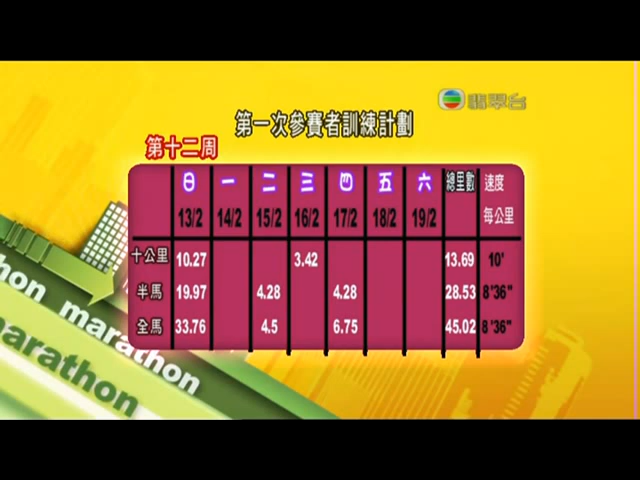 翡翠台
第一次參賽者訓練計劃
第十二周
日 一 二 三 四 五 六 總里數 速度
13/2 14/2 15/2 16/2 17/2 18/2 19/2 每公里
十公里 10.27 3.42 13.69 10'
半馬 19.97 4.28 4.28 28.53 8'36"
全馬 33.76 4.5 6.75 45.02 8'36"
hon marathon
marathon